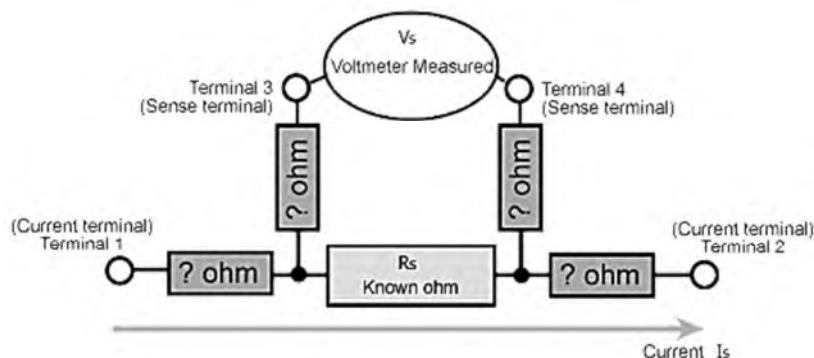 Vs
Voltmeter Measured
Terminal 3
(Sense terminal)
Terminal 4
(Sense terminal)
? ohm
? ohm
(Current terminal)
Terminal 1
(Current terminal)
Terminal 2
? ohm
Rs
Known ohm
? ohm
Current Is